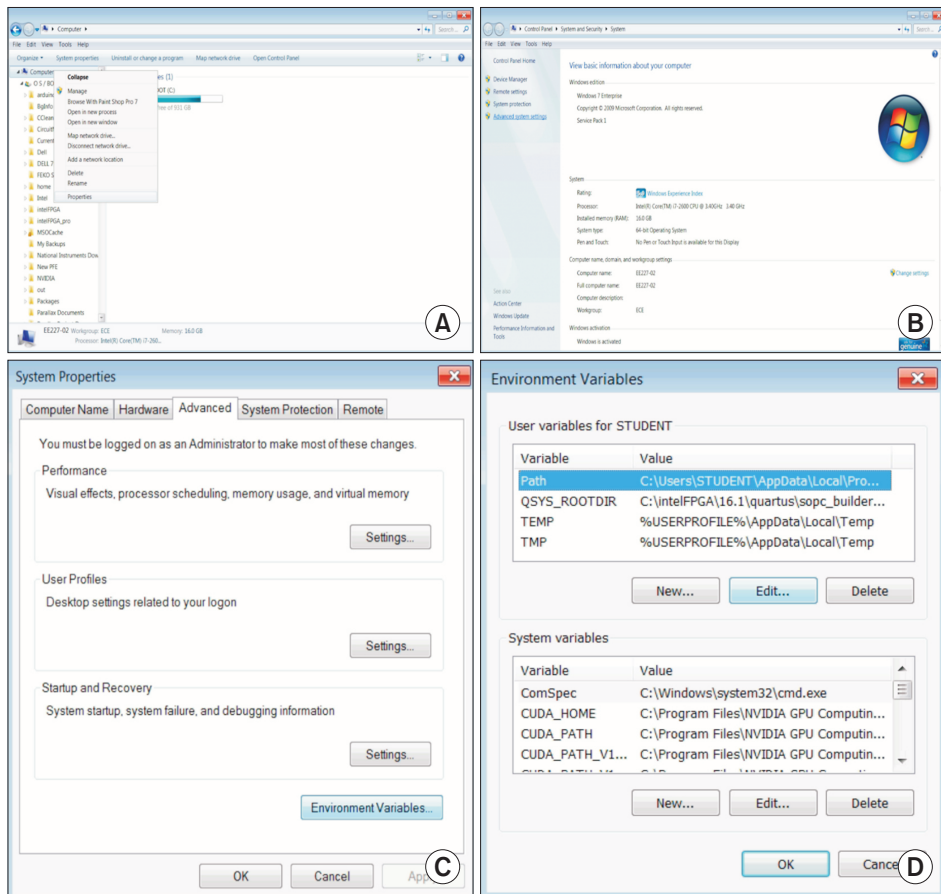 Computer
Search...
File Edit View Tools Help
Organize System properties Uninstall or change a program Map network drive Open Control Panel
Computer
Collapse
Manage
Browse With Paint Shop Pro 7
Open in new process
Open in new window
Map network drive...
Disconnect network drive...
Add a network location
Delete
Rename
Properties
Dell
home
Intel
intelFPGA
intelFPGA_pro
MSOCache
My Backups
National Instruments Dow
New PFE
NVIDIA
out
Packages
Parallax Documents
EE227-02 Workgroup: ECE Memory: 16.0 GB
Processor: Intel(R) Core(TM) i7-260...
A
Control Panel System and Security System
Search...
File Edit View Tools Help
Control Panel Home
Device Manager
Remote settings
System protection
Advanced system settings
See also
Action Center
Windows Update
Performance Information and
Tools
View basic information about your computer
Windows edition
Windows 7 Enterprise
Copyright © 2009 Microsoft Corporation. All rights reserved.
Service Pack 1
System
Rating: Windows Experience Index
Processor: Intel(R) Core(TM) i7-2600 CPU @ 3.40GHz 3.40 GHz
Installed memory (RAM): 16.0 GB
System type: 64-bit Operating System
Pen and Touch: No Pen or Touch Input is available for this Display
Computer name, domain, and workgroup settings
Computer name: EE227-02
Change settings
Full computer name: EE227-02
Computer description:
Workgroup: ECE
Windows activation
Windows is activated
genuine
B
System Properties
Computer Name Hardware Advanced System Protection Remote
You must be logged on as an Administrator to make most of these changes.
Performance
Visual effects, processor scheduling, memory usage, and virtual memory
Settings...
User Profiles
Desktop settings related to your logon
Settings...
Startup and Recovery
System startup, system failure, and debugging information
Settings...
Environment Variables...
OK Cancel App
C
Environment Variables
User variables for STUDENT
Variable Value
Path C:\Users\STUDENT\AppData\Local\Pro...
QSYS_ROOTDIR C:\intelFPGA\16.1\quartus\sopc_builder...
TEMP %USERPROFILE%\AppData\Local\Temp
TMP %USERPROFILE%\AppData\Local\Temp
New... Edit... Delete
System variables
Variable Value
ComSpec C:\Windows\system32\cmd.exe
CUDA_HOME C:\Program Files\NVIDIA GPU Computin...
CUDA_PATH C:\Program Files\NVIDIA GPU Computin...
CUDA_PATH_V1... C:\Program Files\NVIDIA GPU Computin...
New... Edit... Delete
OK Cance
D